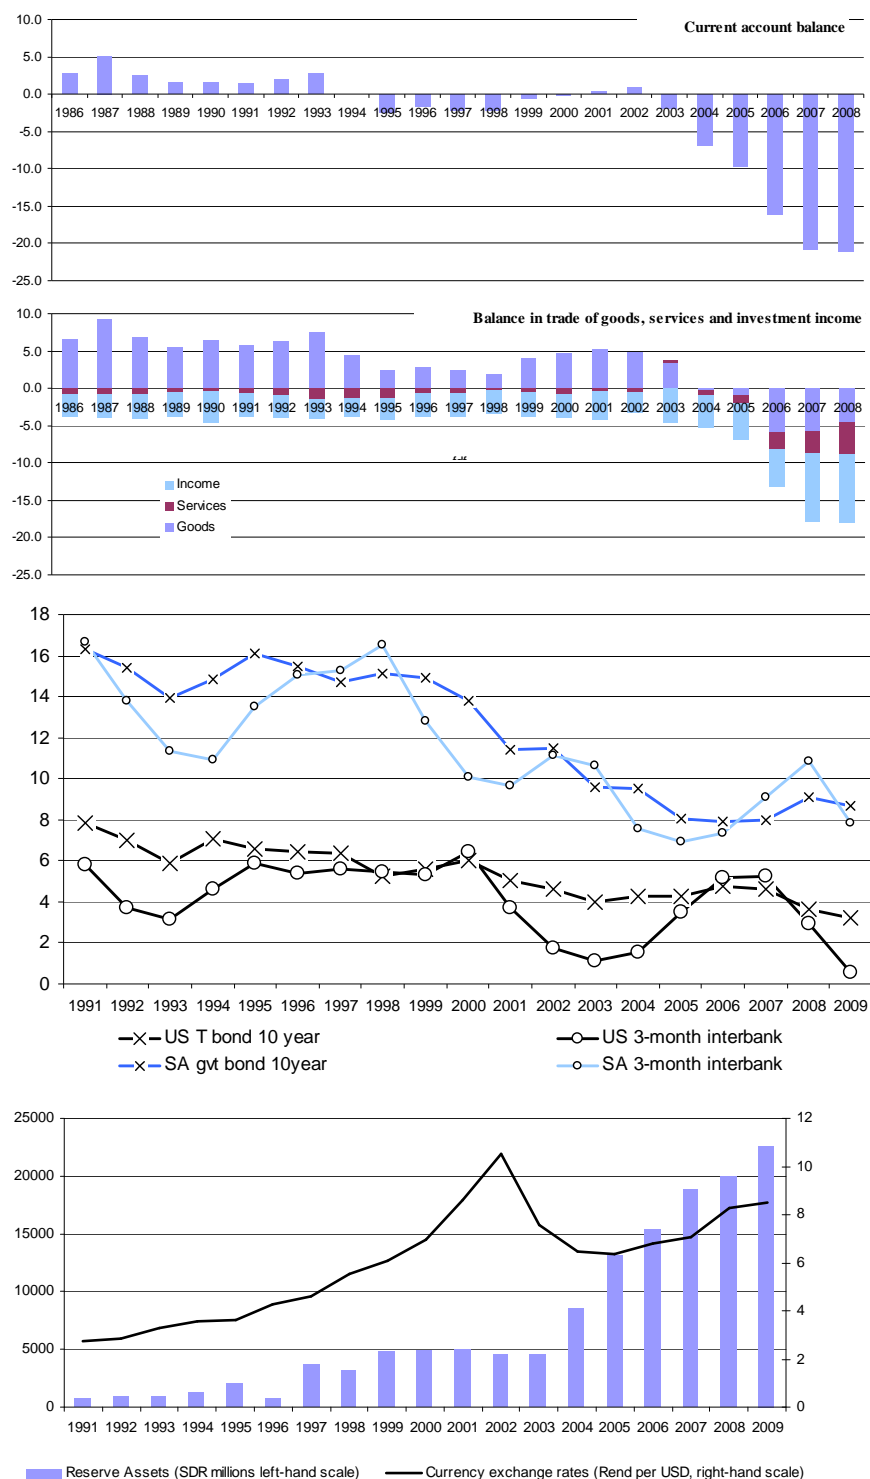 Current account balance
10.0
5.0
0.0
-5.0
-10.0
-15.0
-20.0
-25.0
1986 1987 1988 1989 1990 1991 1992 1993 1994 1995 1996 1997 1998 1999 2000 2001 2002 2003 2004 2005 2006 2007 2008
Balance in trade of goods, services and investment income
10.0
5.0
0.0
-5.0
-10.0
-15.0
-20.0
-25.0
1986 1987 1988 1989 1990 1991 1992 1993 1994 1995 1996 1997 1998 1999 2000 2001 2002 2003 2004 2005 2006 2007 2008
Income
Services
Goods
18
16
14
12
10
8
6
4
2
0
1991 1992 1993 1994 1995 1996 1997 1998 1999 2000 2001 2002 2003 2004 2005 2006 2007 2008 2009
US T bond 10 year US 3-month interbank
SA gvt bond 10year SA 3-month interbank
25000 12
20000 10
15000 8
10000 6
5000 4
0 2
0
1991 1992 1993 1994 1995 1996 1997 1998 1999 2000 2001 2002 2003 2004 2005 2006 2007 2008 2009
Reserve Assets (SDR millions left-hand scale) Currency exchange rates (Rend per USD, right-hand scale)